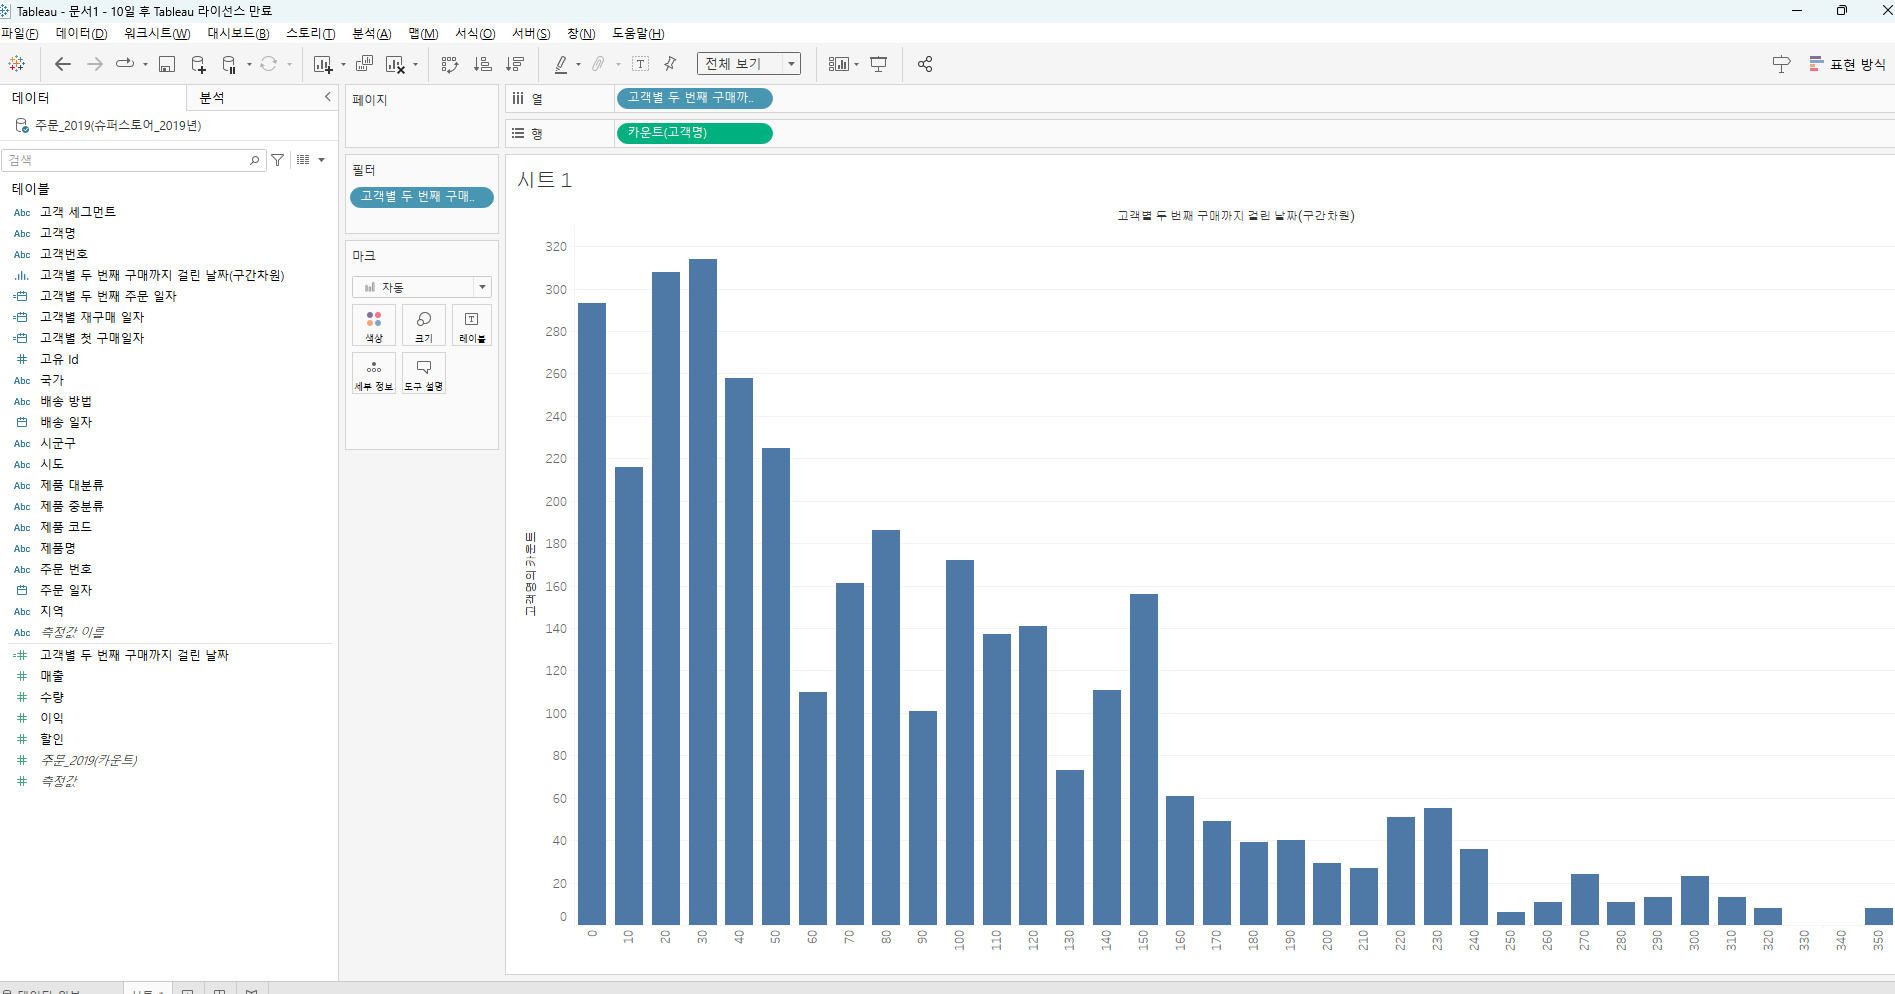 Tableau - 문서1 - 10일 후 Tableau 라이선스 만료
파일(F) 데이터(D) 워크시트(W) 대시보드(B) 스토리(T) 분석(A) 맵(M) 서식(O) 서버(S) 창(N) 도움말(H)
전체 보기
표현 방식
데이터 분석
주문_2019(슈퍼스토어_2019년)
검색
테이블
Abc 고객 세그먼트
Abc 고객명
Abc 고객번호
고객별 두 번째 구매까지 걸린 날짜(구간차원)
고객별 두 번째 주문 일자
고객별 재구매 일자
고객별 첫 구매일자
고유 Id
Abc 국가
Abc 배송 방법
배송 일자
Abc 시군구
Abc 시도
Abc 제품 대분류
Abc 제품 중분류
Abc 제품 코드
Abc 제품명
Abc 주문 번호
주문 일자
Abc 지역
Abc 측정값 이름
고객별 두 번째 구매까지 걸린 날짜
매출
수량
이익
할인
주문_2019(카운트)
측정값
페이지
필터
고객별 두 번째 구매..
마크
자동
색상 크기 레이블
세부 정보 도구 설명
열 고객별 두 번째 구매까..
행 카운트(고객명)
시트 1
고객별 두 번째 구매까지 걸린 날짜(구간차원)
고객명의 카운트
320
300
280
260
240
220
200
180
160
140
120
100
80
60
40
20
0
0 10 20 30 40 50 60 70 80 90 100 110 120 130 140 150 160 170 180 190 200 210 220 230 240 250 260 270 280 290 300 310 320 330 340 350